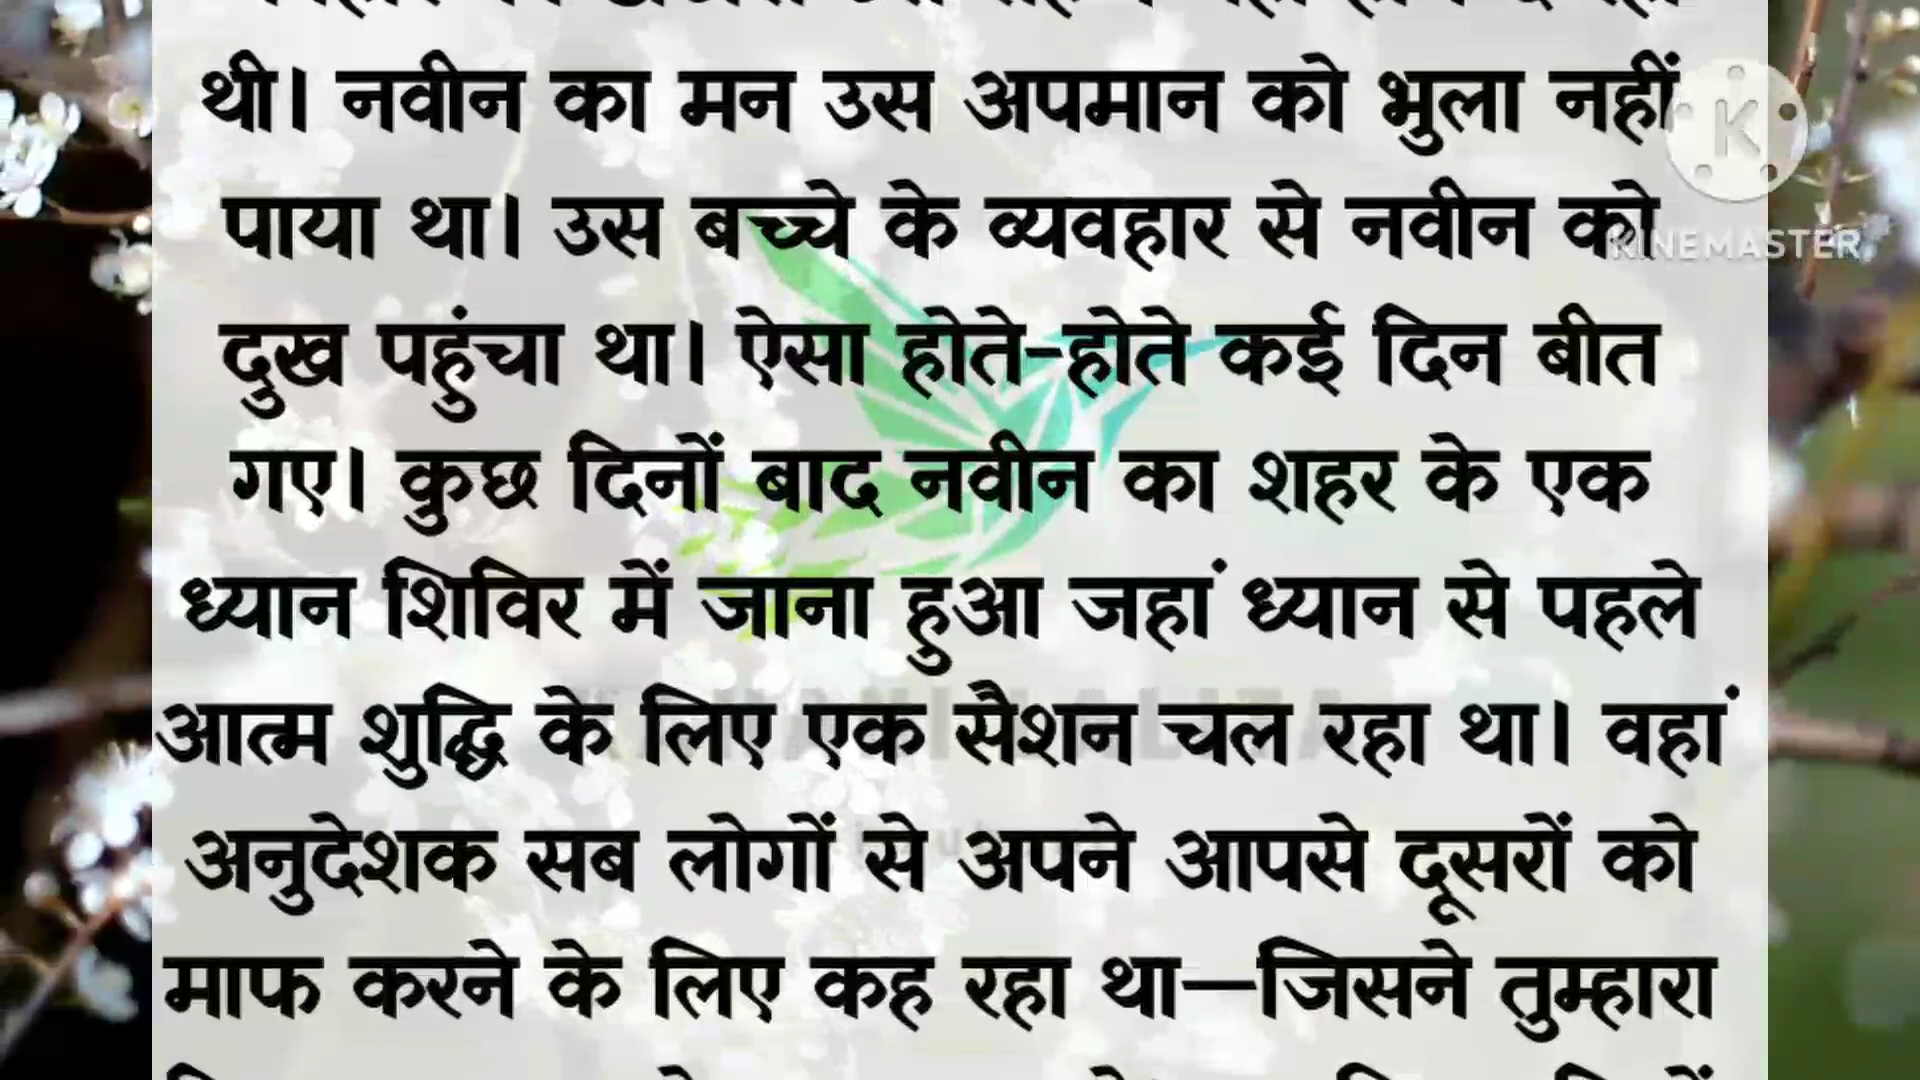 थी। नवीन का मन उस अपमान को भुला नहीं
पाया था। उस बच्चे के व्यवहार से नवीन को
KINEMASTER
दुख पहुंचा था। ऐसा होते-होते कई दिन बीत
गए। कुछ दिनों बाद नवीन का शहर के एक
ध्यान शिविर में जाना हुआ जहां ध्यान से पहले
आत्म शुद्धि के लिए एक सैशन चल रहा था। वहां
अनुदेशक सब लोगों से अपने आपसे दूसरों को
माफ करने के लिए कह रहा था—जिसने तुम्हारा